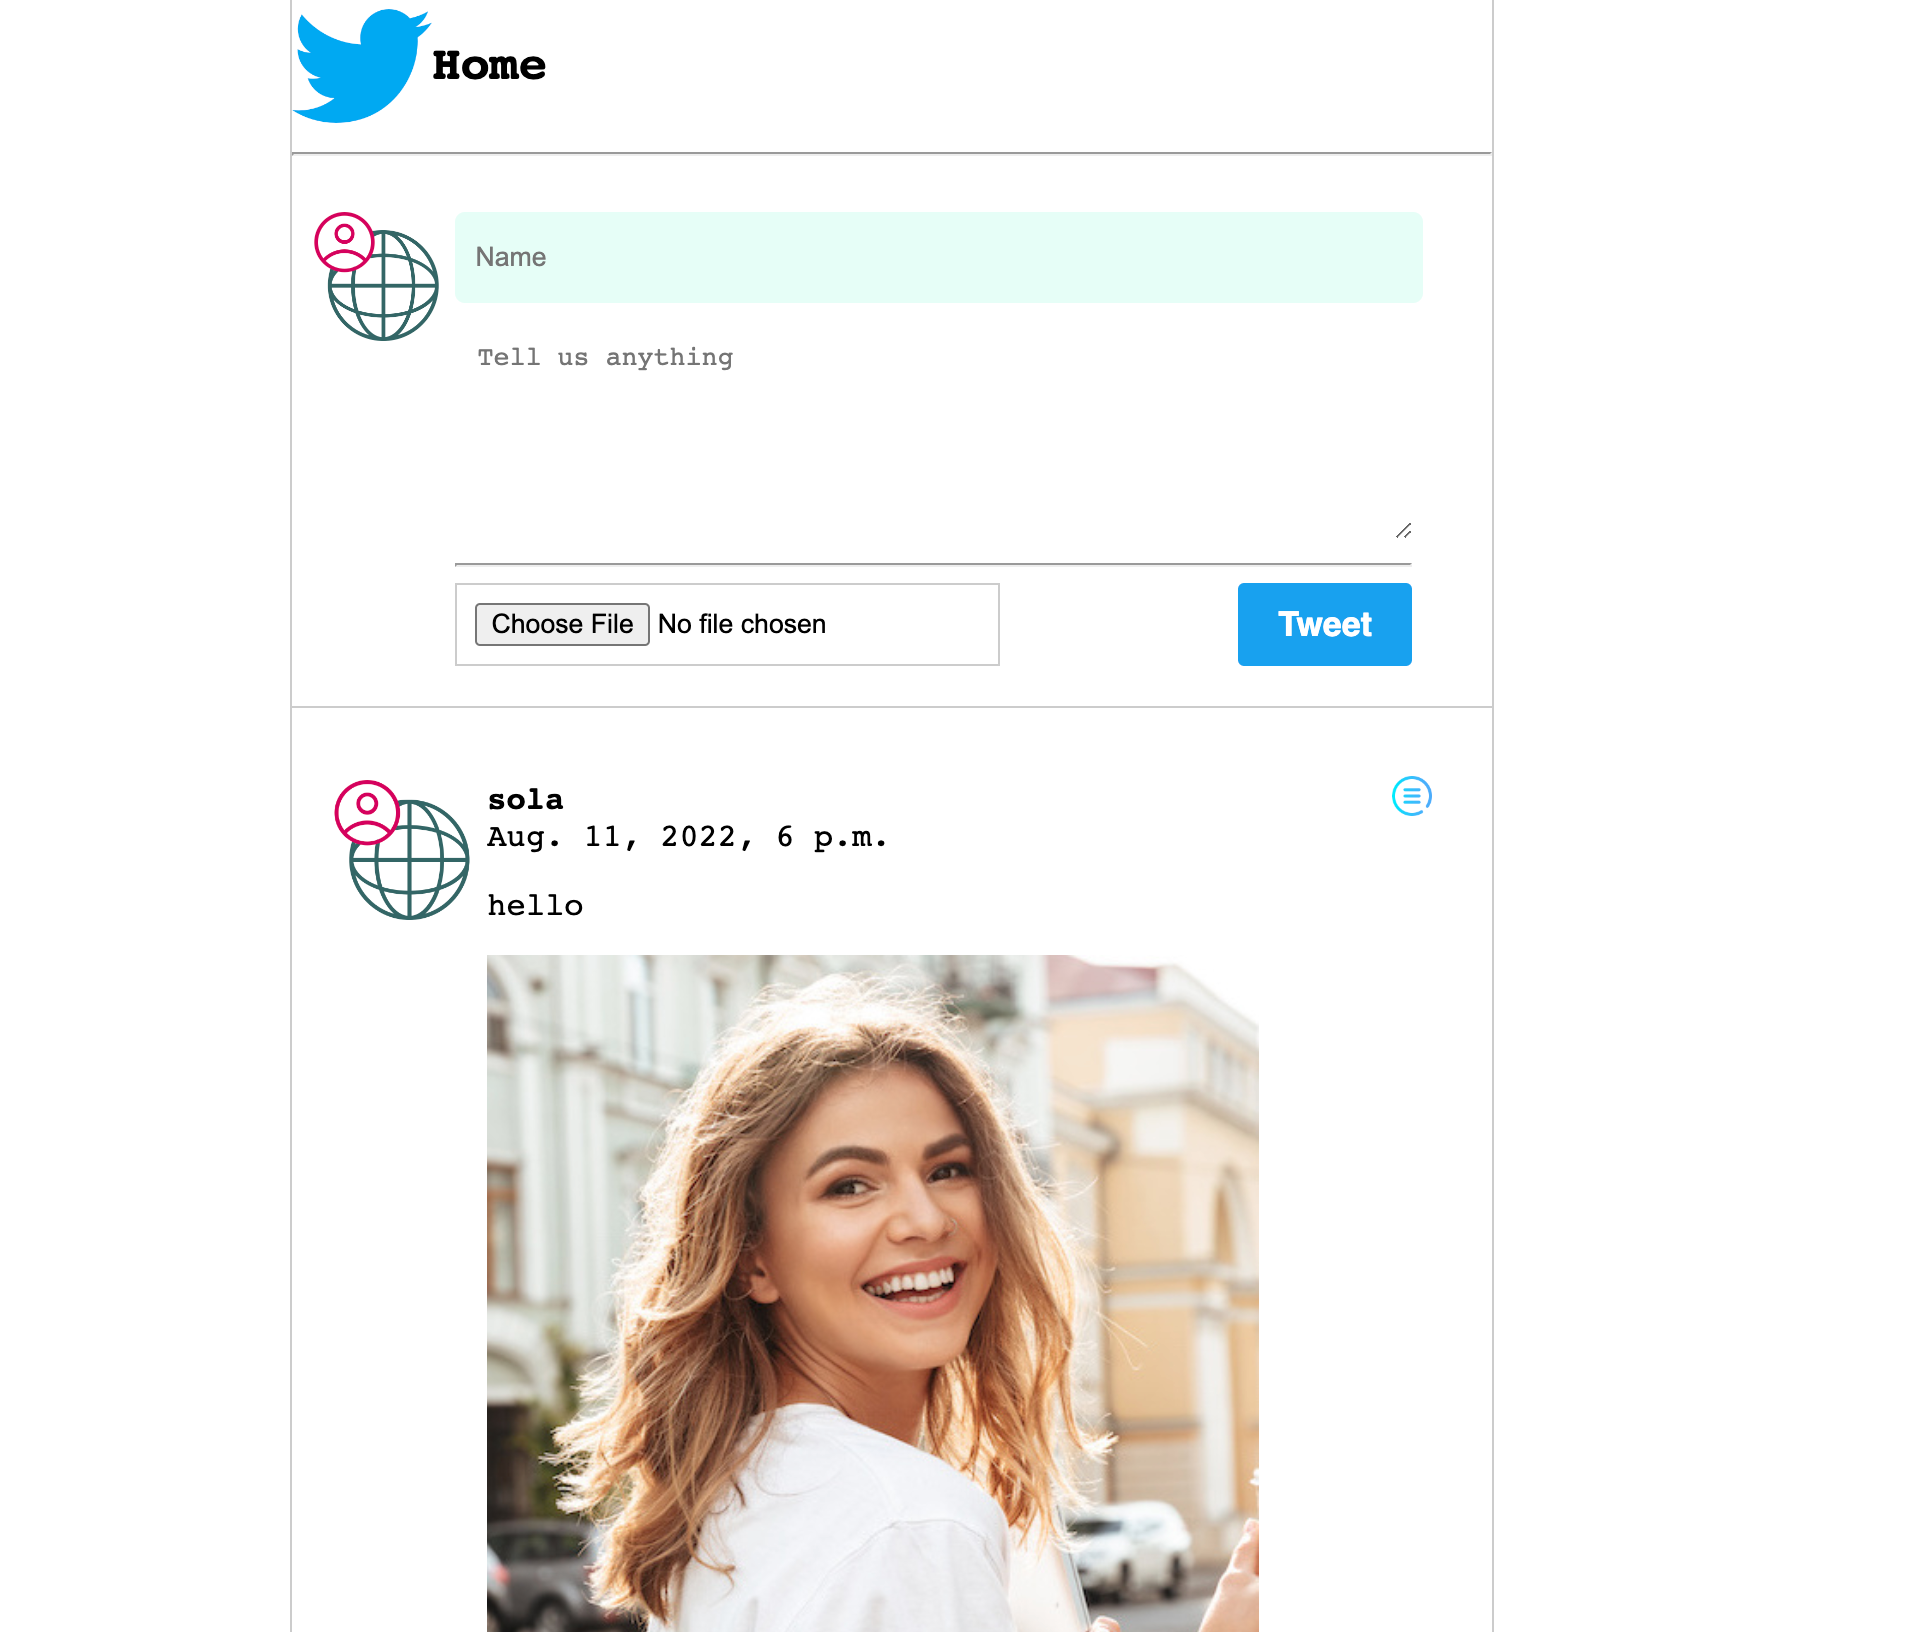 Home
Name
Tell us anything
Choose File No file chosen
Tweet
sola
Aug. 11, 2022, 6 p.m.
hello